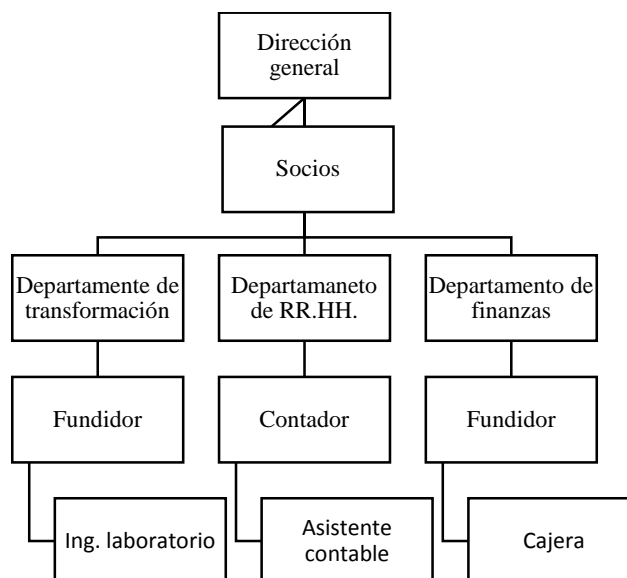 Dirección
general
Socios
Departamente de
transformación
Departamaneto
de RR.HH.
Departamento de
finanzas
Fundidor
Contador
Fundidor
Ing. laboratorio
Asistente
contable
Cajera